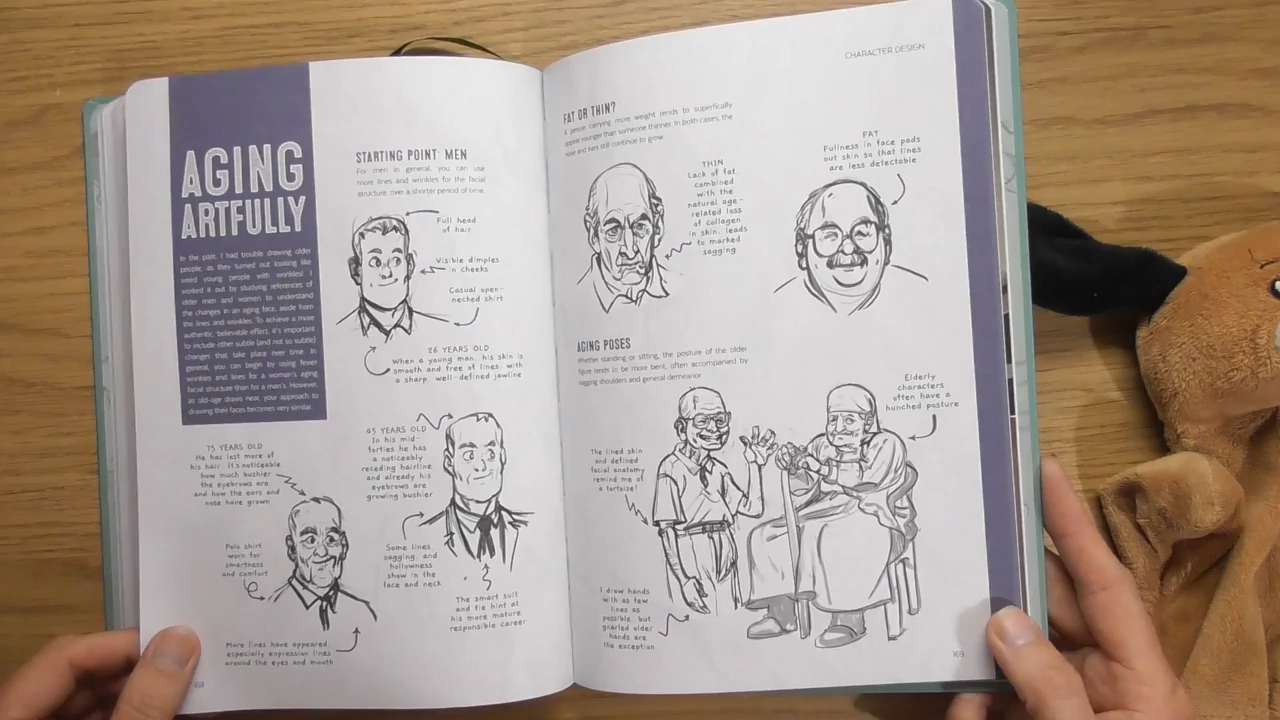 AGING
ARTFULLY
In the past, I had trouble drawing older
people, as they turned out looking like
weird young people with wrinkles! I
worked it out by studying references of
older men and women to understand
the changes in an aging face, aside from
the lines and wrinkles. To achieve a more
authentic, believable effect, it's important
to include other subtle (and not so subtle)
changes that take place over time. In
general, you can begin by using fewer
wrinkles and lines for a woman's aging
facial structure than for a man's. However,
as old-age draws near, your approach to
drawing their faces becomes very similar.
STARTING POINT: MEN
For men in general, you can use
more lines and wrinkles for the facial
structure, over a shorter period of time.
Full head
of hair
Visible dimples
in cheeks
Casual open-
necked shirt
26 YEARS OLD
When a young man, his skin is
smooth and free of lines, with
a sharp, well-defined jawline
45 YEARS OLD
In his mid-
forties he has
a noticeably
receding hairline,
and already his
eyebrows are
growing bushier
Some lines,
sagging, and
hollowness
show in the
face and neck
The smart suit
and tie hint at
his more mature
responsible career
75 YEARS OLD
He has lost more of
his hair. It's noticeable
how much bushier
the eyebrows are,
and how the ears and
nose have grown
Polo shirt
worn for
smartness
and comfort
More lines have appeared,
especially expression lines
around the eyes and mouth
168
CHARACTER DESIGN
FAT OR THIN?
A person carrying more weight tends to superficially
appear younger than someone thinner. In both cases, the
nose and ears still continue to grow.
THIN
Lack of fat,
combined
with the
natural age-
related loss
of collagen
in skin, leads
to marked
sagging
FAT
Fullness in face pads
out skin so that lines
are less detectable
AGING POSES
Whether standing or sitting, the posture of the older
figure tends to be more bent, often accompanied by
sagging shoulders and general demeanor.
Elderly
characters
often have a
hunched posture
The lined skin
and defined
facial anatomy
remind me of
a tortoise!
I draw hands
with as few
lines as
possible, but
gnarled older
hands are
the exception
169